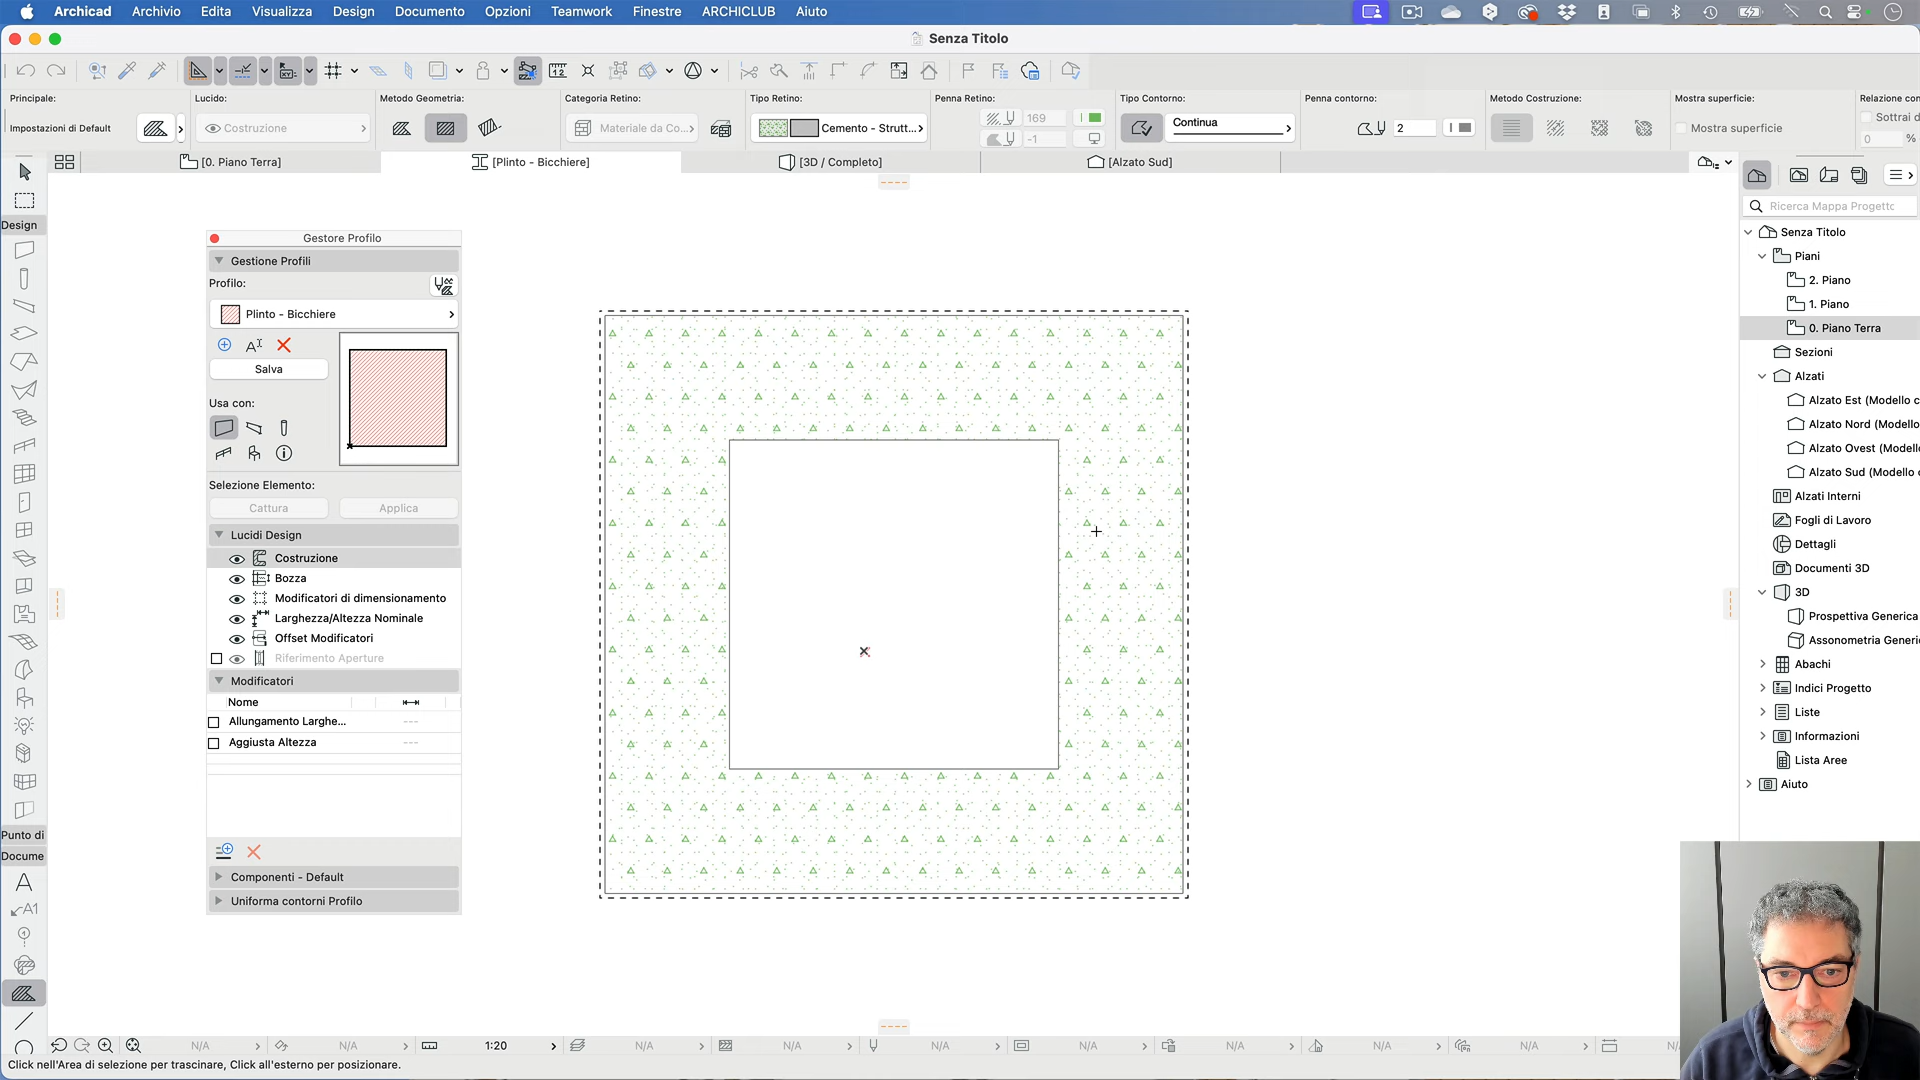 Archicad Archivio Edita Visualizza Design Documento Opzioni Teamwork Finestre ARCHICLUB Aiuto
Senza Titolo
Principale:
Impostazioni di Default
Lucido:
Costruzione
Metodo Geometria:
Categoria Retino:
Materiale da Co...
Tipo Retino:
Cemento - Strutt...
Penna Retino:
169
-1
Tipo Contorno:
Continua
Penna contorno:
2
Metodo Costruzione:
Mostra superficie:
Mostra superficie
Relazione con
Sottrai d
0 %
[0. Piano Terra]
[Plinto - Bicchiere]
[3D / Completo]
[Alzato Sud]
Design
Punto di
Docume
A1
Gestore Profilo
Gestione Profili
Profilo:
Plinto - Bicchiere
Salva
Usa con:
Selezione Elemento:
Cattura
Applica
Lucidi Design
Costruzione
Bozza
Modificatori di dimensionamento
Larghezza/Altezza Nominale
Offset Modificatori
Riferimento Aperture
Modificatori
Nome
Allungamento Larghe... ---
Aggiusta Altezza ---
Componenti - Default
Uniforma contorni Profilo
Ricerca Mappa Progetto
Senza Titolo
Piani
2. Piano
1. Piano
0. Piano Terra
Sezioni
Alzati
Alzato Est (Modello c
Alzato Nord (Modello
Alzato Ovest (Modell
Alzato Sud (Modello c
Alzati Interni
Fogli di Lavoro
Dettagli
Documenti 3D
3D
Prospettiva Generica
Assonometria Generi
Abachi
Indici Progetto
Liste
Informazioni
Lista Aree
Aiuto
N/A N/A 1:20 N/A N/A N/A N/A N/A N/A N/A N/
Click nell'Area di selezione per trascinare, Click all'esterno per posizionare.